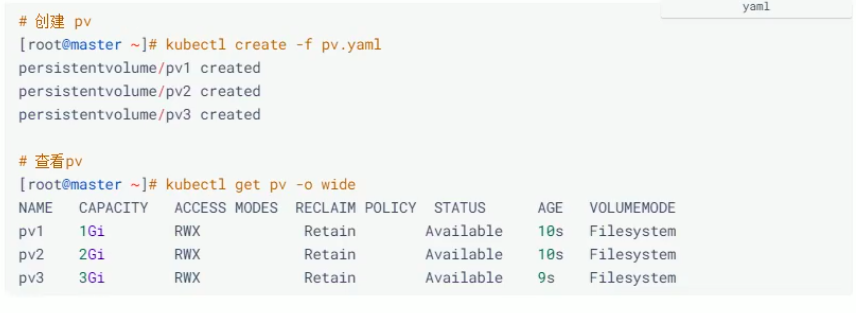 yaml
# 创建 pv
[root@master ~]# kubectl create -f pv.yaml
persistentvolume/pv1 created
persistentvolume/pv2 created
persistentvolume/pv3 created
# 查看pv
[root@master ~]# kubectl get pv -o wide
NAME   CAPACITY   ACCESS MODES  RECLAIM POLICY  STATUS      AGE   VOLUMEMODE
pv1    1Gi        RWX            Retain        Available    10s   Filesystem
pv2    2Gi        RWX            Retain        Available    10s   Filesystem
pv3    3Gi        RWX            Retain        Available    9s    Filesystem